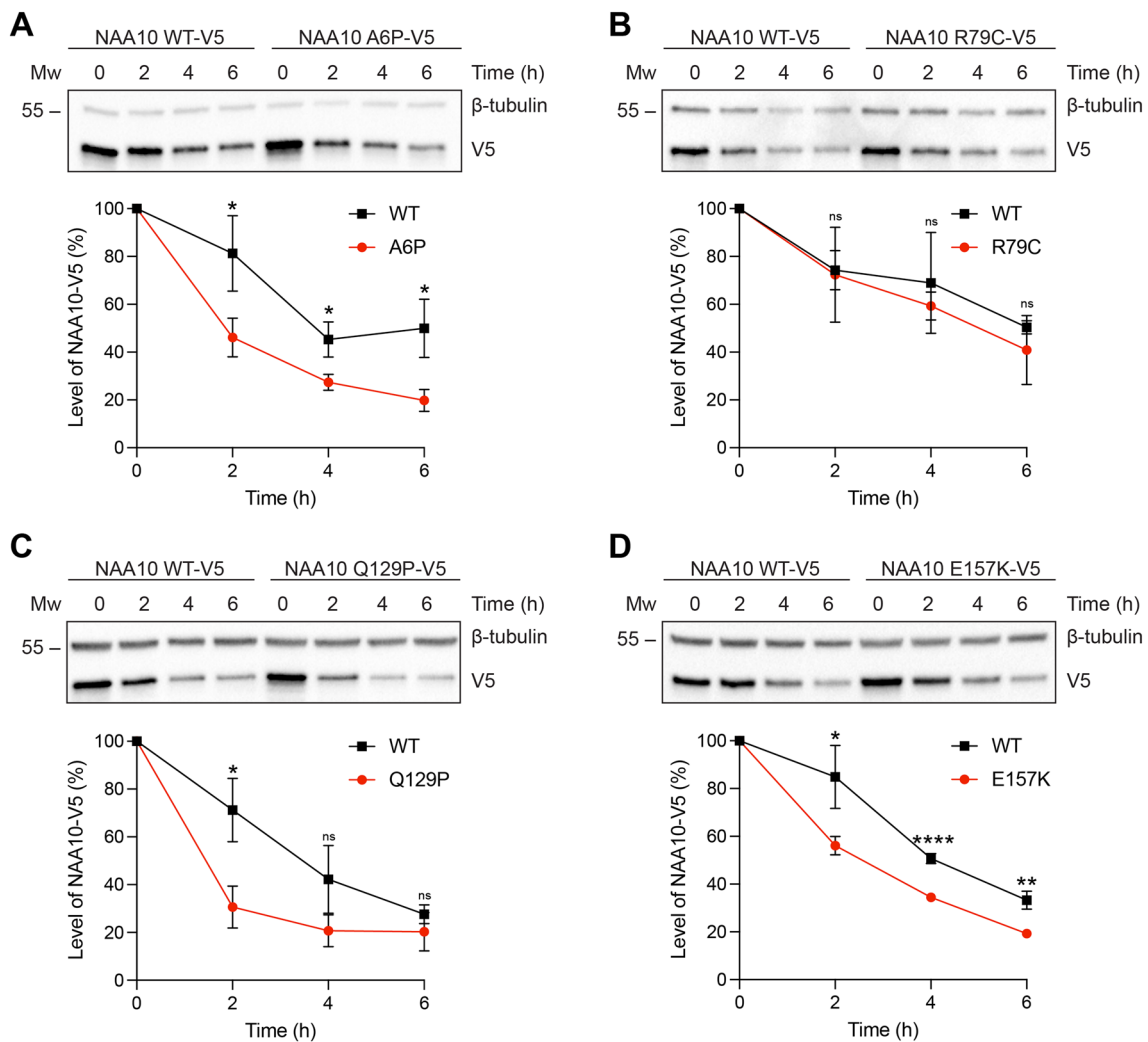 A
NAA10 WT-V5 NAA10 A6P-V5
Mw 0 2 4 6 0 2 4 6 Time (h)
55 – β-tubulin
V5
Level of NAA10-V5 (%)
100
80
60
40
20
0
* * *
WT
A6P
0 2 4 6
Time (h)
B
NAA10 WT-V5 NAA10 R79C-V5
Mw 0 2 4 6 0 2 4 6 Time (h)
55 – β-tubulin
V5
Level of NAA10-V5 (%)
100
80
60
40
20
0
ns ns ns
WT
R79C
0 2 4 6
Time (h)
C
NAA10 WT-V5 NAA10 Q129P-V5
Mw 0 2 4 6 0 2 4 6 Time (h)
55 – β-tubulin
V5
Level of NAA10-V5 (%)
100
80
60
40
20
0
* ns ns
WT
Q129P
0 2 4 6
Time (h)
D
NAA10 WT-V5 NAA10 E157K-V5
Mw 0 2 4 6 0 2 4 6 Time (h)
55 – β-tubulin
V5
Level of NAA10-V5 (%)
100
80
60
40
20
0
* **** **
WT
E157K
0 2 4 6
Time (h)